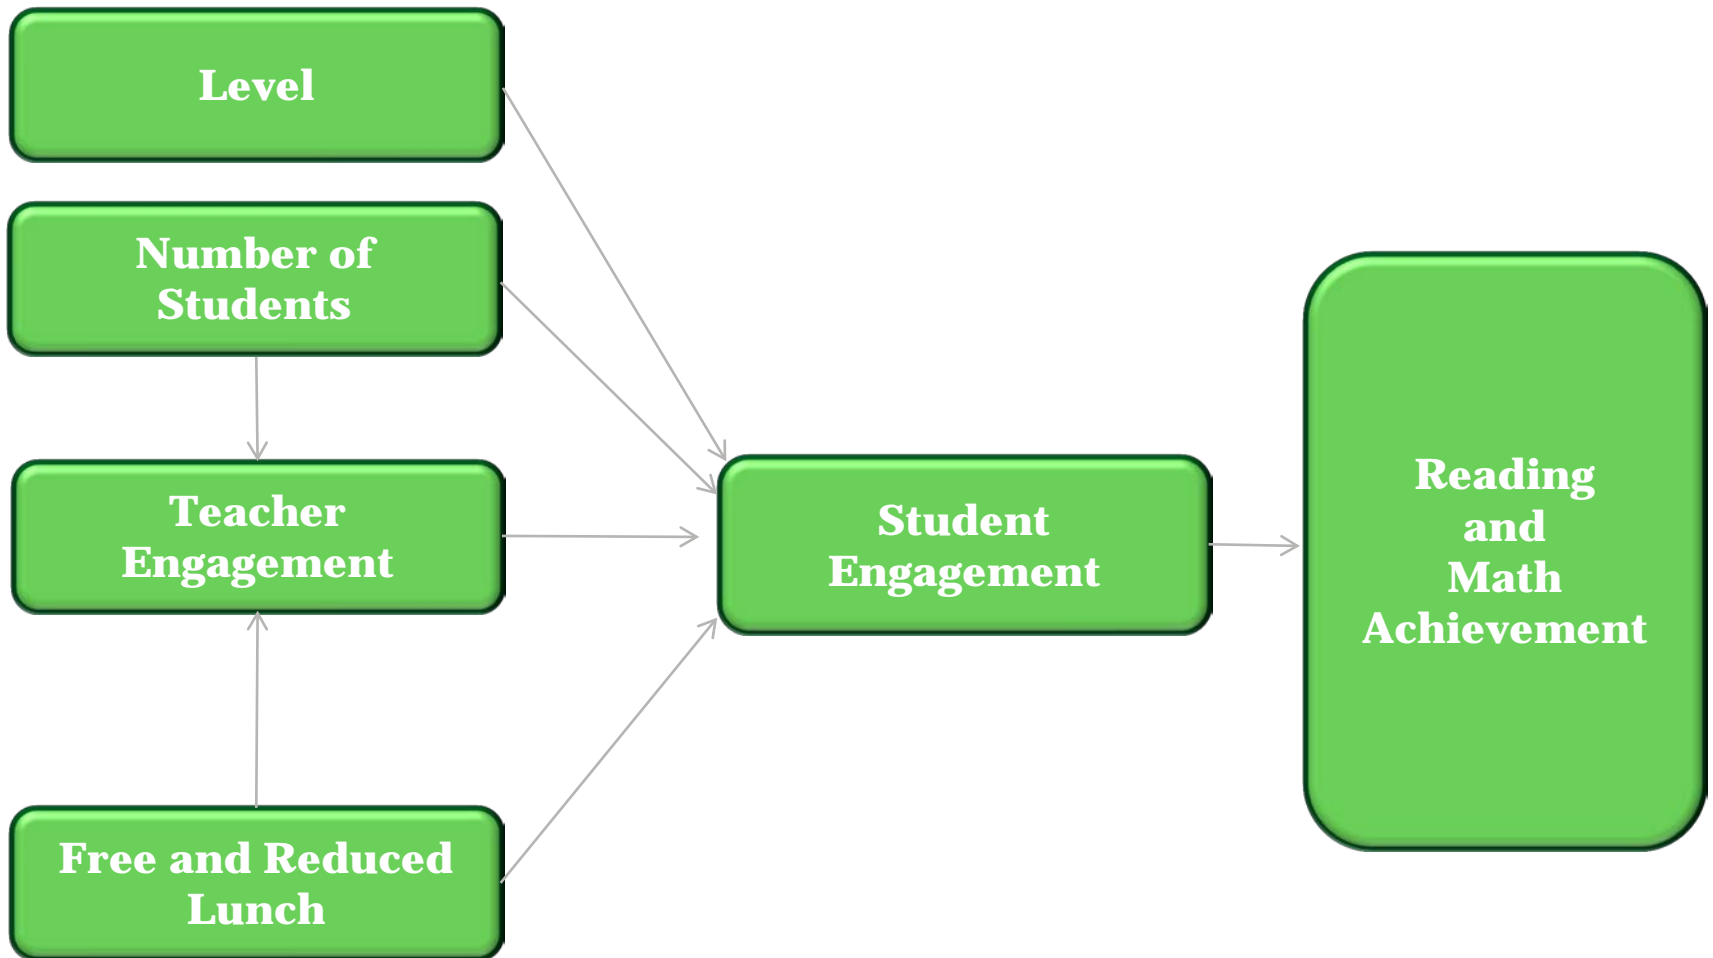 Level
Number of
Students
Teacher
Engagement
Free and Reduced
Lunch
Student
Engagement
Reading
and
Math
Achievement